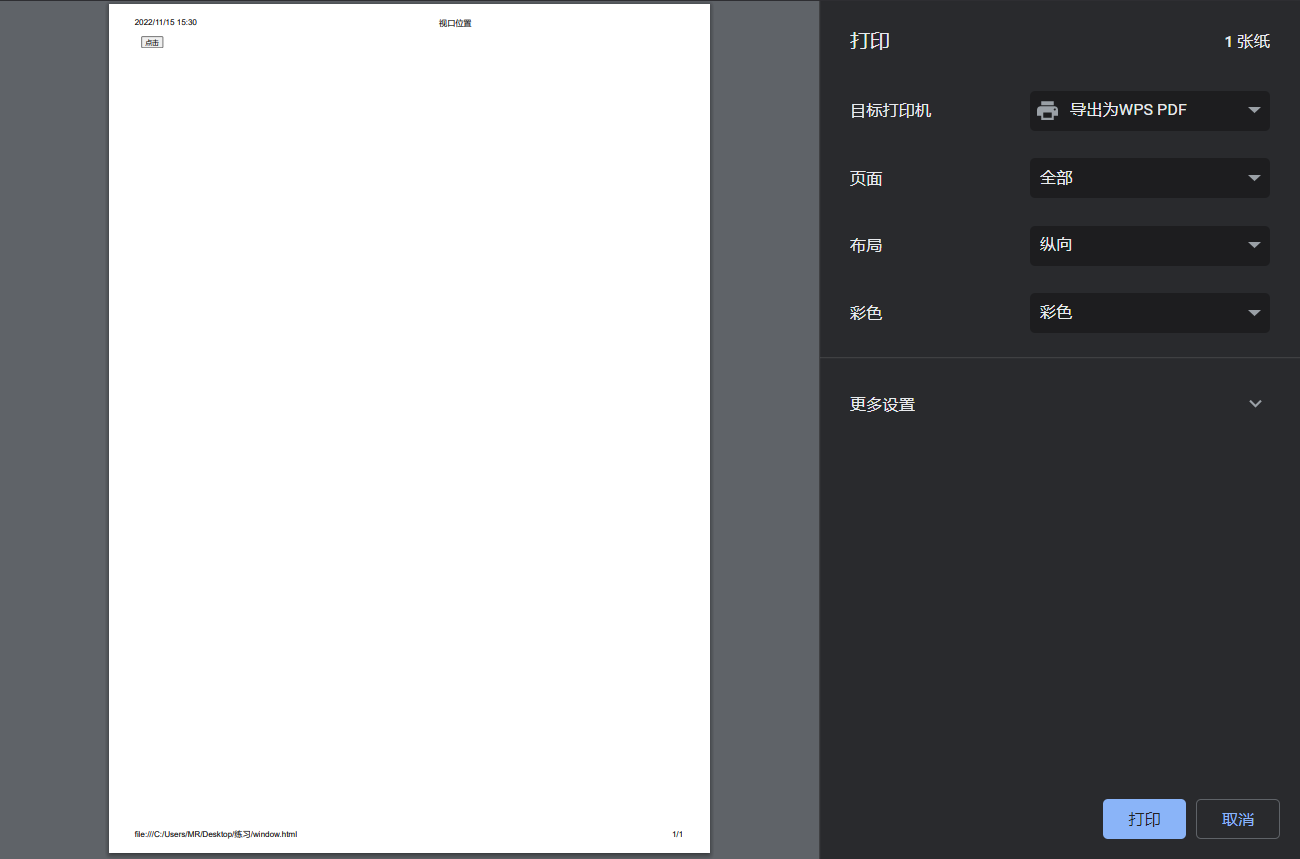 2022/11/15 15:30
视口位置
点击
file:///C:/Users/MR/Desktop/练习/window.html
1/1
打印
1 张纸
目标打印机
导出为WPS PDF
页面
全部
布局
纵向
彩色
彩色
更多设置
打印
取消